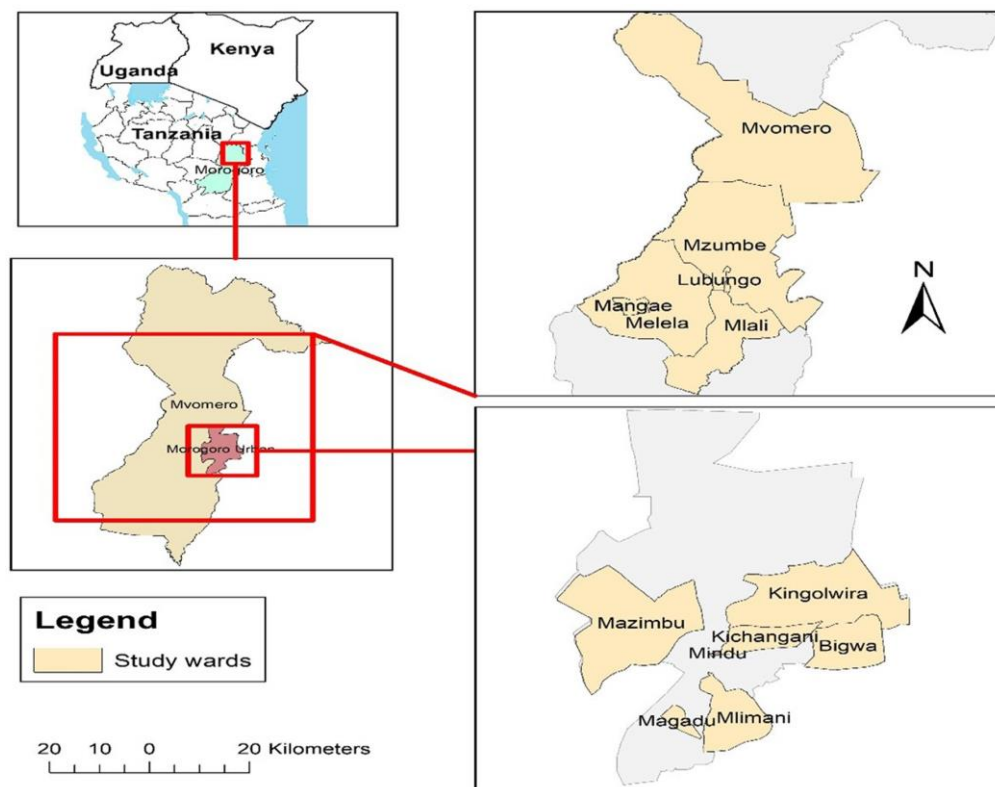 Kenya
Uganda
Tanzania
Morogoro
Mvomero
Morogoro Urban
Legend
Study wards
20 10 0 20 Kilometers
Mvomero
Mzumbe
Lubungo
Mangae
Melela
Mlali
N
Kingolwira
Mazimbu
Kichangani
Mindu
Bigwa
Magadu
Mlimani